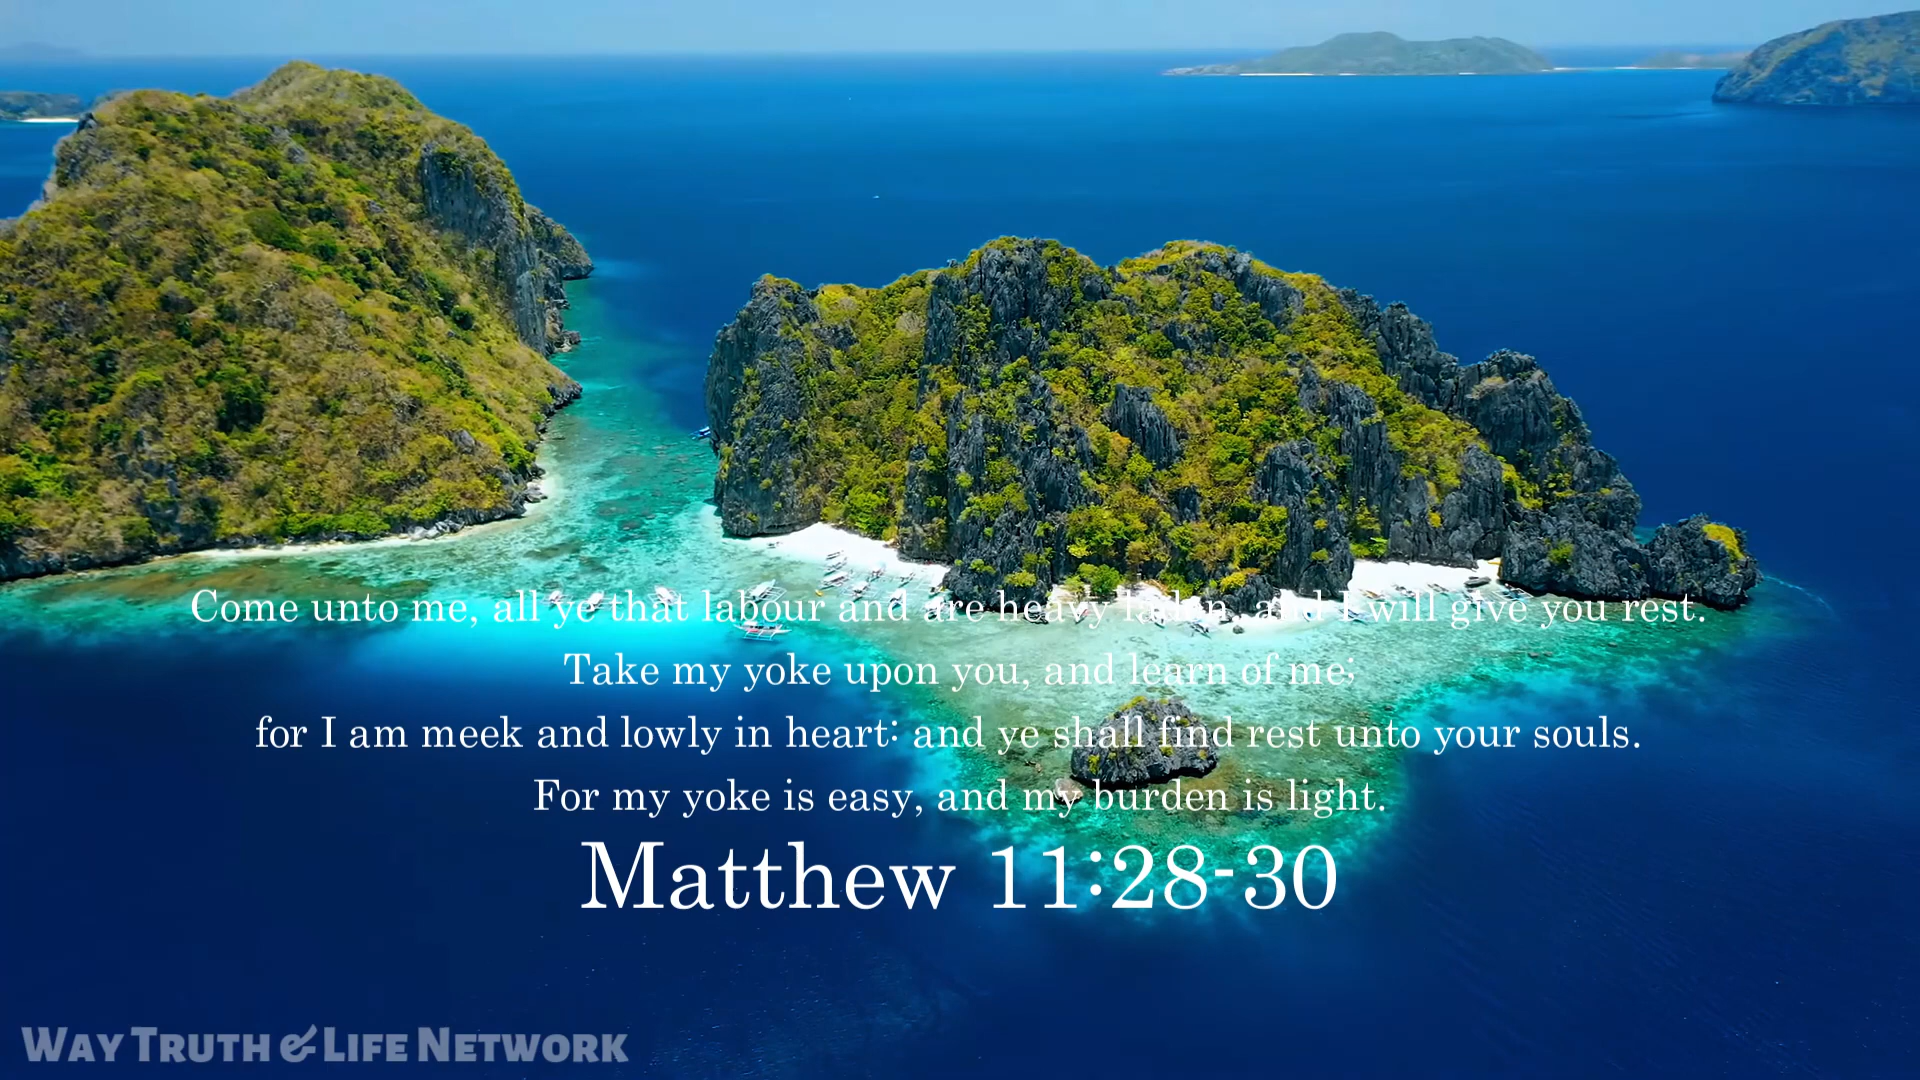 Come unto me, all ye that labour and are heavy laden, and I will give you rest.
Take my yoke upon you, and learn of me;
for I am meek and lowly in heart: and ye shall find rest unto your souls.
For my yoke is easy, and my burden is light.
Matthew 11:28-30
WAY TRUTH & LIFE NETWORK